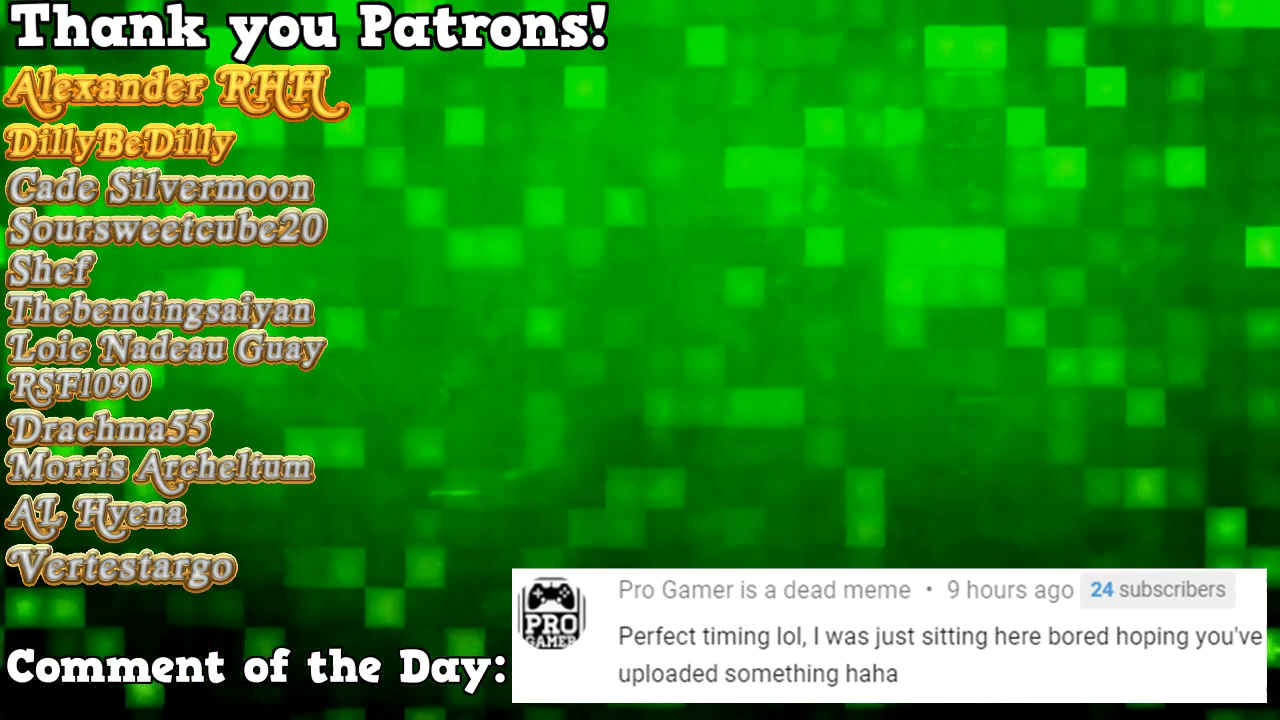 Thank you Patrons!
Alexander RHH
DillyBeDilly
Cade Silvermoon
Soursweetcube20
Shef
Thebendingsaiyan
Loic Nadeau Guay
RSF1090
Drachma55
Morris Archeltum
AL Hyena
Vertestargo
Comment of the Day:
PRO
GAMER
Pro Gamer is a dead meme • 9 hours ago 24 subscribers
Perfect timing lol, I was just sitting here bored hoping you've
uploaded something haha